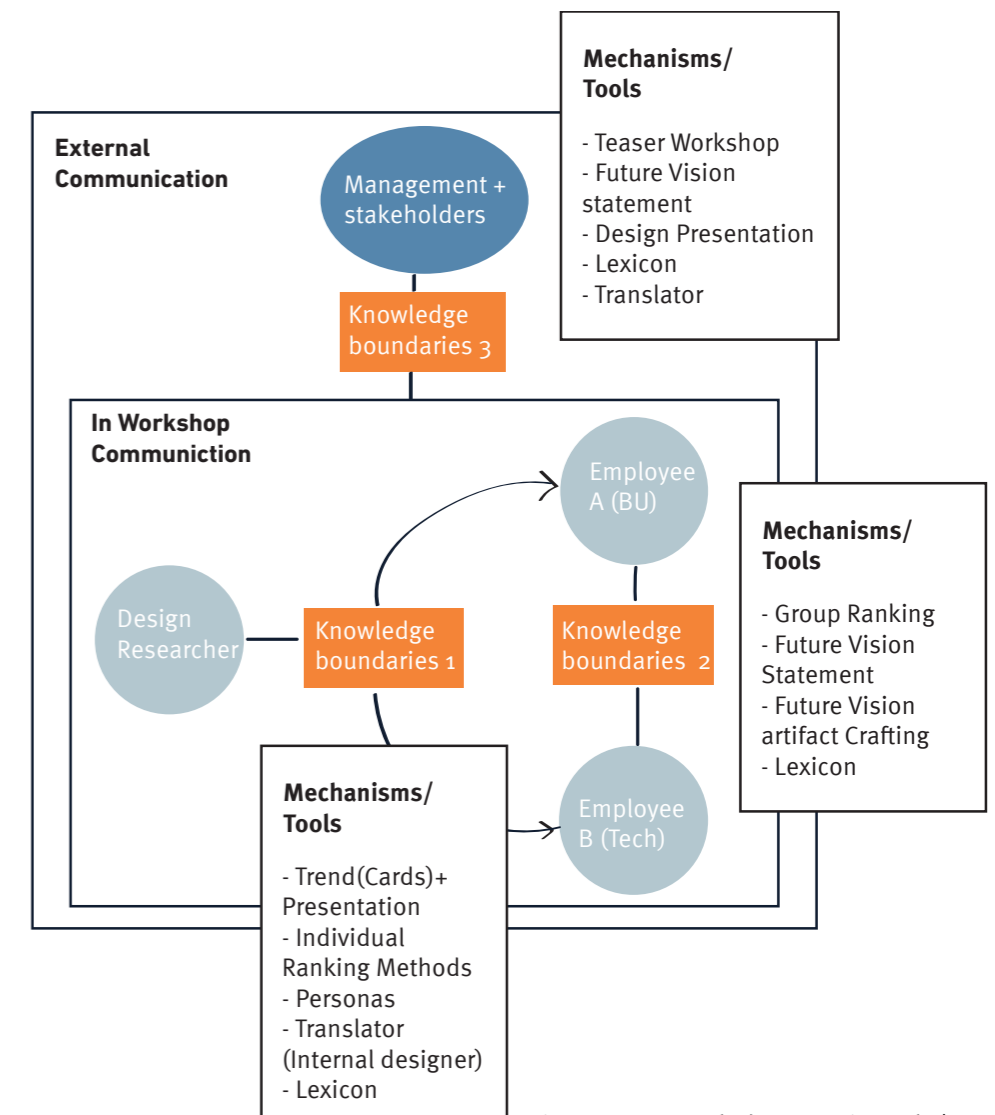 Mechanisms/
Tools
- Teaser Workshop
- Future Vision
statement
- Design Presentation
- Lexicon
- Translator
External
Communication
Management +
stakeholders
Knowledge
boundaries 3
In Workshop
Communiction
Employee
A (BU)
Mechanisms/
Tools
- Group Ranking
- Future Vision
Statement
- Future Vision
artifact Crafting
- Lexicon
Design
Researcher
Knowledge
boundaries 1
Knowledge
boundaries 2
Employee
B (Tech)
Mechanisms/
Tools
- Trend(Cards)+
Presentation
- Individual
Ranking Methods
- Personas
- Translator
(Internal designer)
- Lexicon